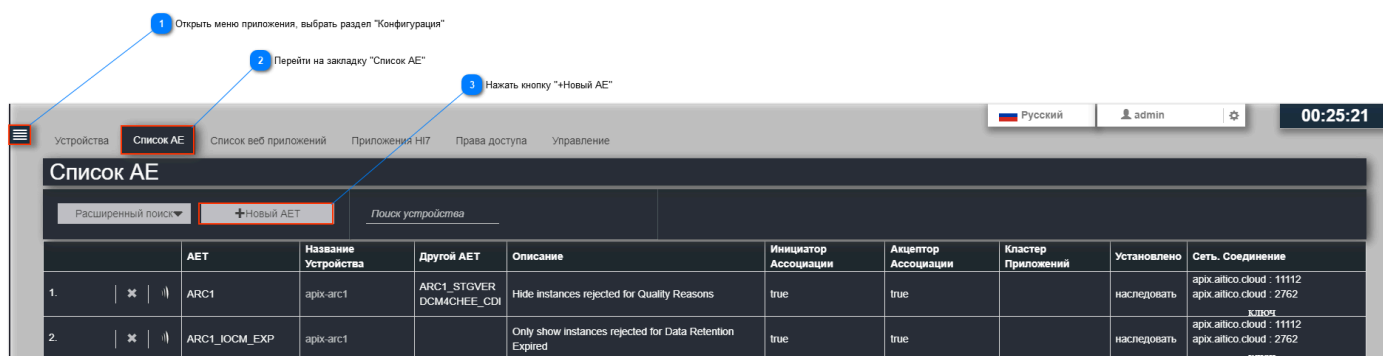 1 Открыть меню приложения, выбрать раздел "Конфигурация"
2 Перейти на закладку "Список AE"
3 Нажать кнопку "+Новый AE"
Русский admin 00:25:21
Устройства Список AE Список веб приложений Приложения Hl7 Права доступа Управление
Список AE
Расширенный поиск +Новый AET Поиск устройства
AET Название Устройства Другой AET Описание Инициатор Ассоциации Акцептор Ассоциации Кластер Приложений Установлено Сеть. Соединение
1. ARC1 apix-arc1 ARC1_STGVER DCM4CHEE_CDI Hide instances rejected for Quality Reasons true true наследовать apix.aitico.cloud : 11112
apix.aitico.cloud : 2762
ключ
2. ARC1_IOCM_EXP apix-arc1 Only show instances rejected for Data Retention Expired true true наследовать apix.aitico.cloud : 11112
apix.aitico.cloud : 2762